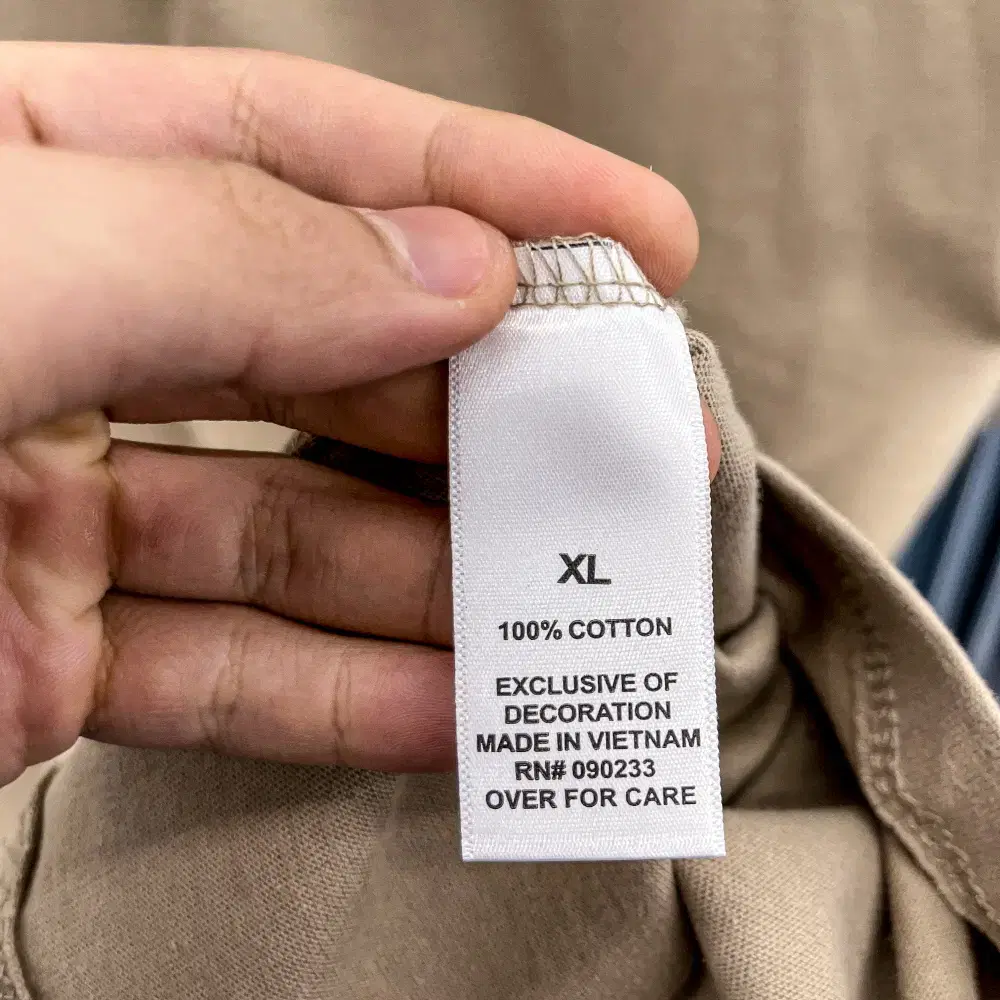 XL
100% COTTON
EXCLUSIVE OF
DECORATION
MADE IN VIETNAM
RN# 090233
OVER FOR CARE